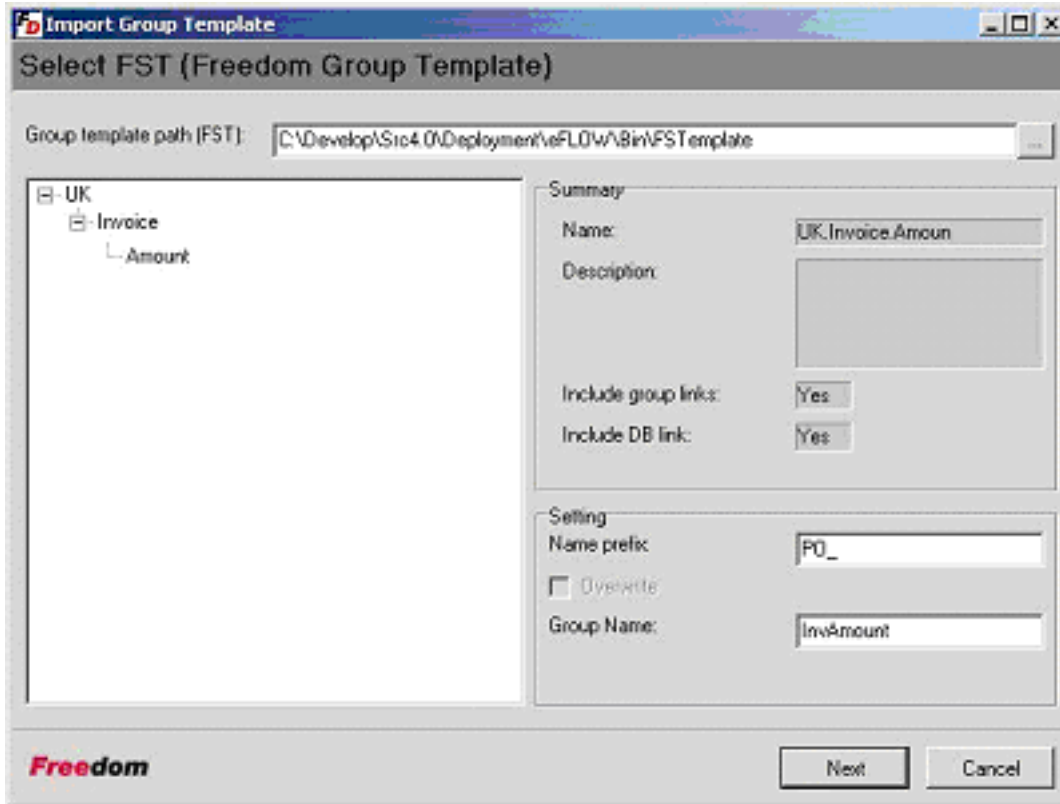 FD Import Group Template
Select FST (Freedom Group Template)
Group template path (FST): C:\Develop\Src4.0\Deployment\eFLOW\Bin\FSTemplate ...
UK
Invoice
Amount
Summary
Name: UK.Invoice.Amoun
Description:
Include group links: Yes
Include DB link: Yes
Setting
Name prefix PO_
Overwrite
Group Name: InvAmount
Freedom
Next Cancel